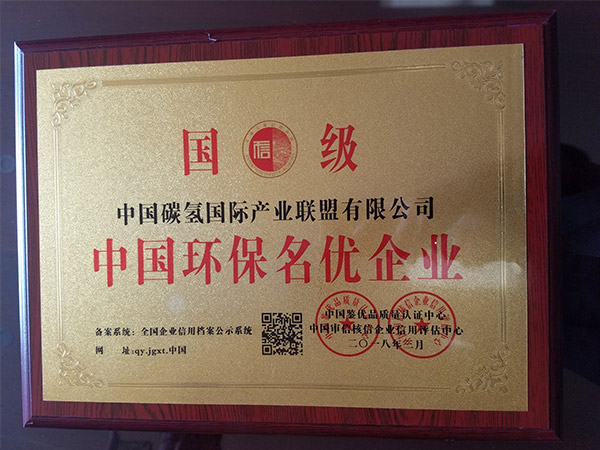 国 信 级
中国碳氢国际产业联盟有限公司
中国环保名优企业
中国鉴优品质量认证中心
备案系统: 全国企业信用档案公示系统
中国审信核信企业信用评估中心
网 址:qy.jgxt.中国
二〇一八年二月